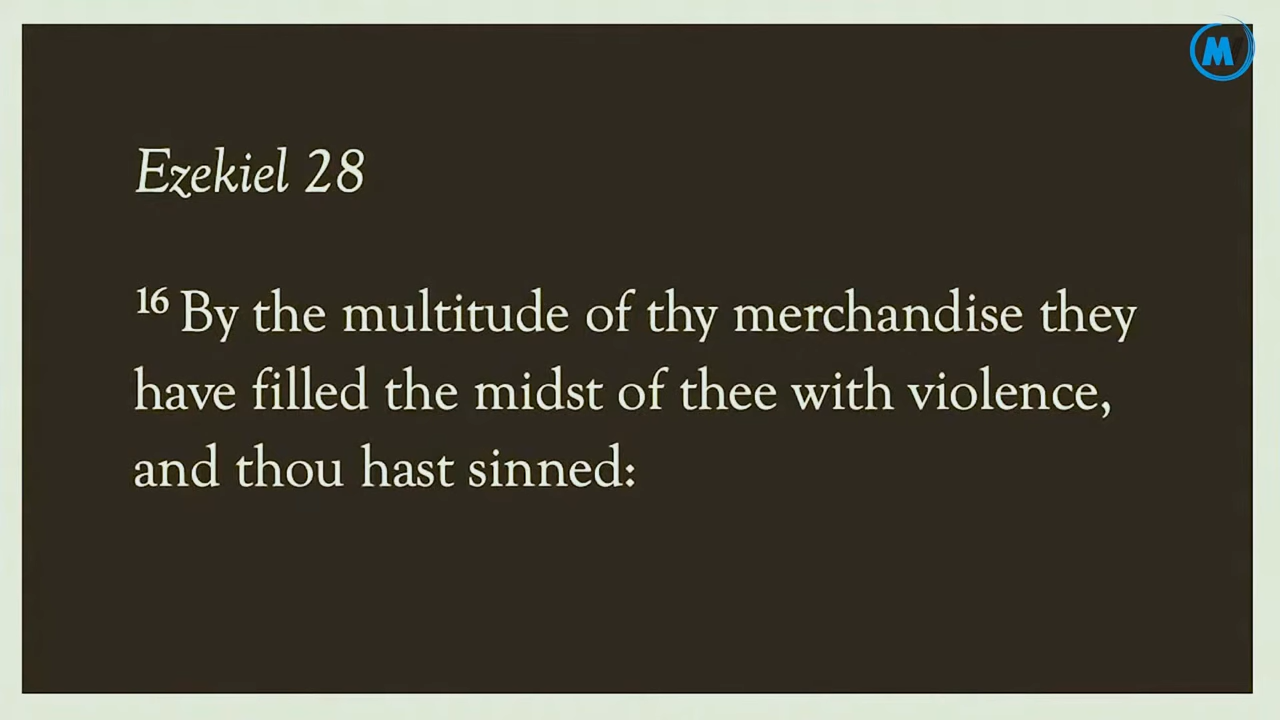 Ezekiel 28
16 By the multitude of thy merchandise they
have filled the midst of thee with violence,
and thou hast sinned: